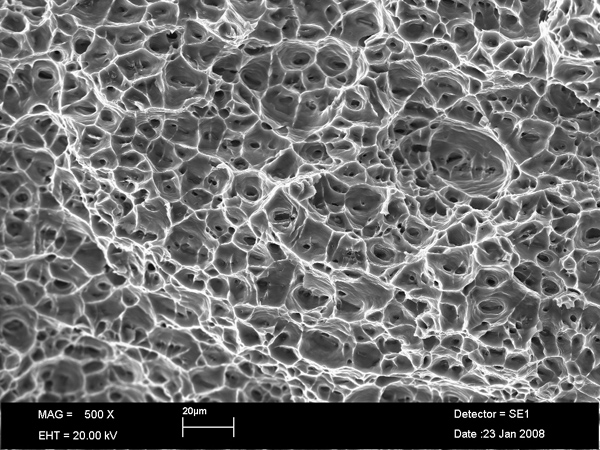 MAG = 500 X
20µm
Detector = SE1
EHT = 20.00 kV
Date :23 Jan 2008